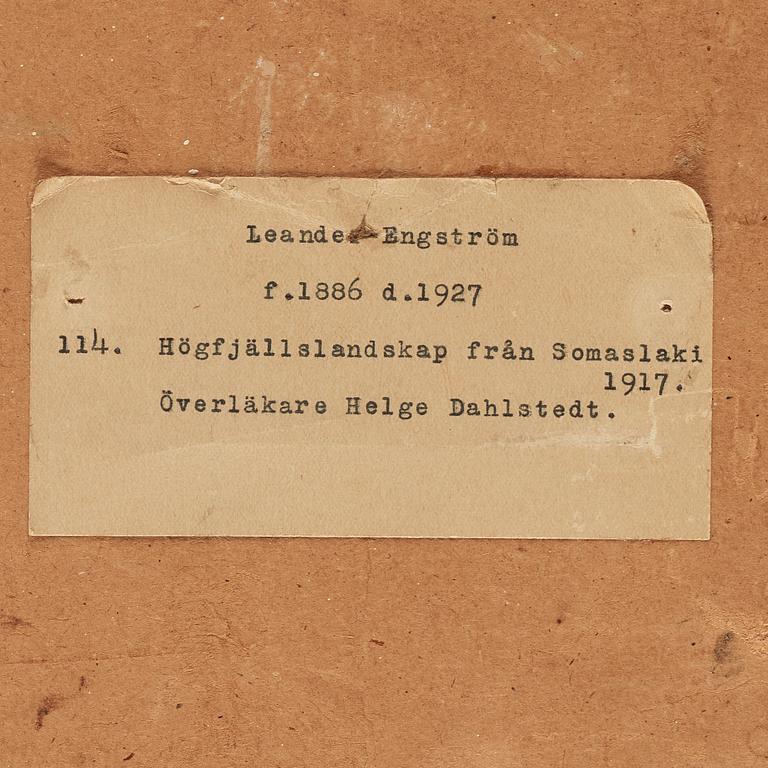 Leander Engström
f.1886 d.1927
114. Högfjällslandskap från Somaslaki
1917.
Överläkare Helge Dahlstedt.